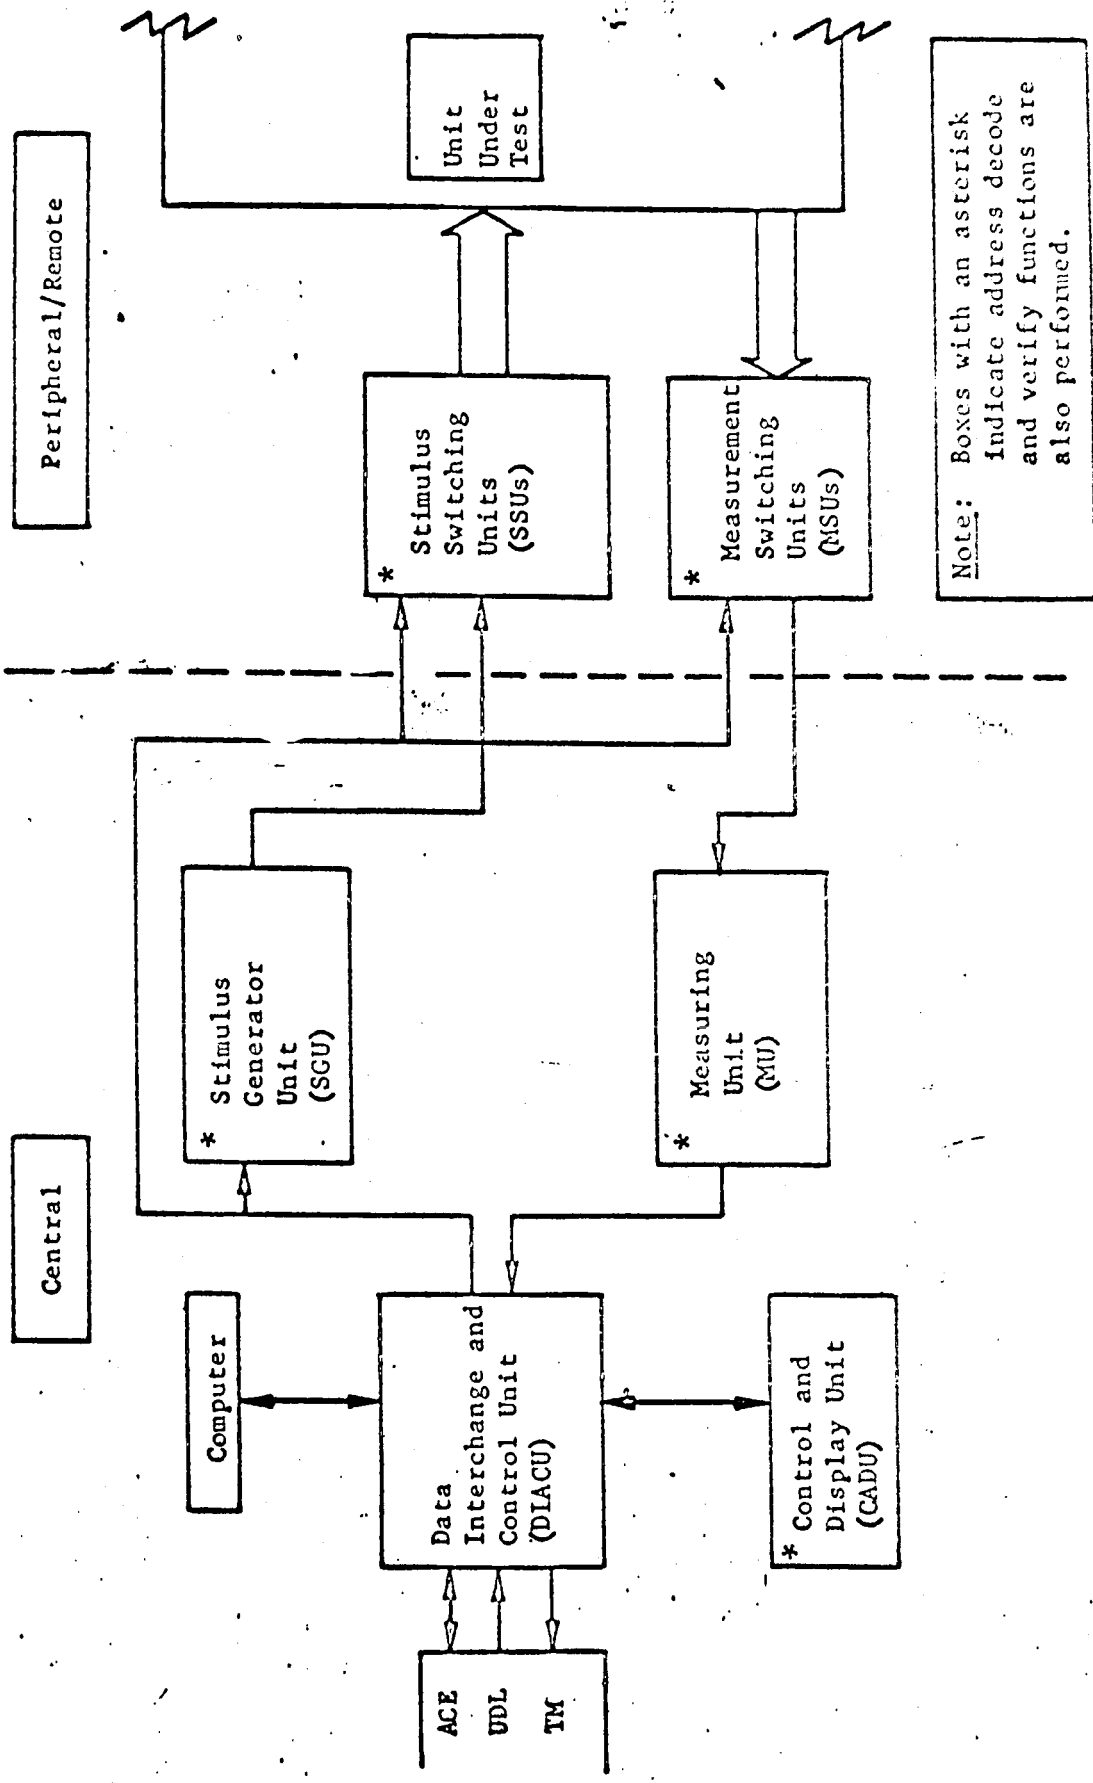 Central
Peripheral/Remote
Computer
*
Stimulus
Generator
Unit
(SGU)
ACE
UDL
TM
Data
Interchange and
Control Unit
(DIACU)
*
Stimulus
Switching
Units
(SSUs)
Unit
Under
Test
*
Control and
Display Unit
(CADU)
*
Measuring
Unit
(MU)
*
Measurement
Switching
Units
(MSUs)
Note: Boxes with an asterisk
indicate address decode
and verify functions are
also performed.